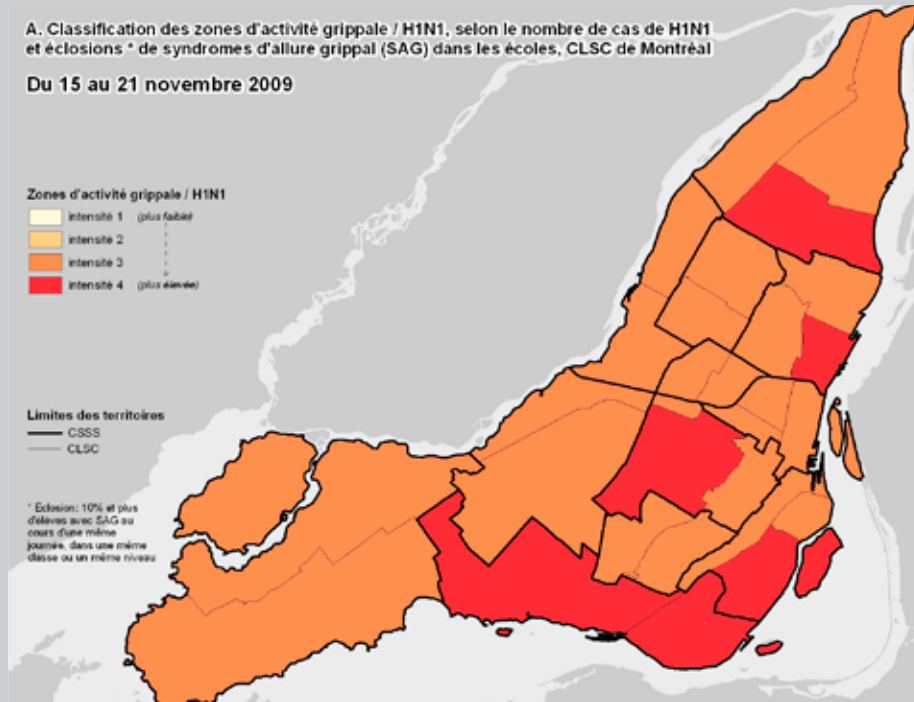 A. Classification des zones d'activité grippale / H1N1, selon le nombre de cas de H1N1
et éclosions * de syndromes d'allure grippal (SAG) dans les écoles, CLSC de Montréal
Du 15 au 21 novembre 2009
Zones d'activité grippale / H1N1
intensité 1 (plus faible)
intensité 2
intensité 3
intensité 4 (plus élevée)
Limites des territoires
CSSS
CLSC
* Éclosion: 10% et plus
d'élèves avec SAG au
cours d'une même
journée, dans une même
classe ou un même niveau